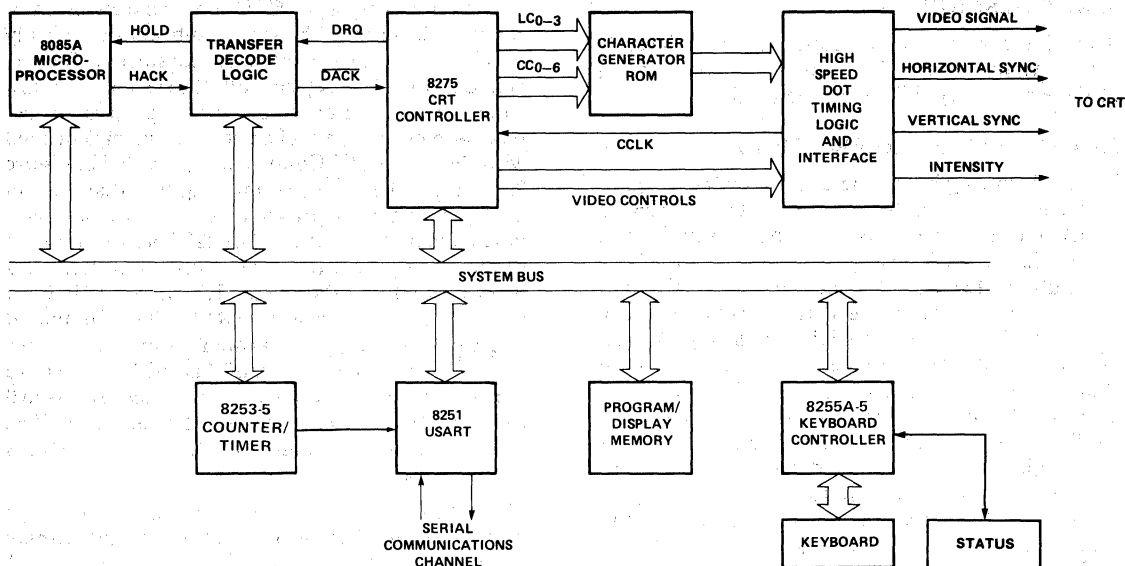 8085A
MICRO-
PROCESSOR
HOLD
HACK
TRANSFER
DECODE
LOGIC
DRQ
DACK
8275
CRT
CONTROLLER
LC0–3
CC0–6
CHARACTER
GENERATOR
ROM
CCLK
VIDEO CONTROLS
HIGH
SPEED
DOT
TIMING
LOGIC
AND
INTERFACE
VIDEO SIGNAL
HORIZONTAL SYNC
VERTICAL SYNC
INTENSITY
TO CRT
SYSTEM BUS
8253-5
COUNTER/
TIMER
8251
USART
SERIAL
COMMUNICATIONS
CHANNEL
PROGRAM/
DISPLAY
MEMORY
8255A-5
KEYBOARD
CONTROLLER
KEYBOARD
STATUS